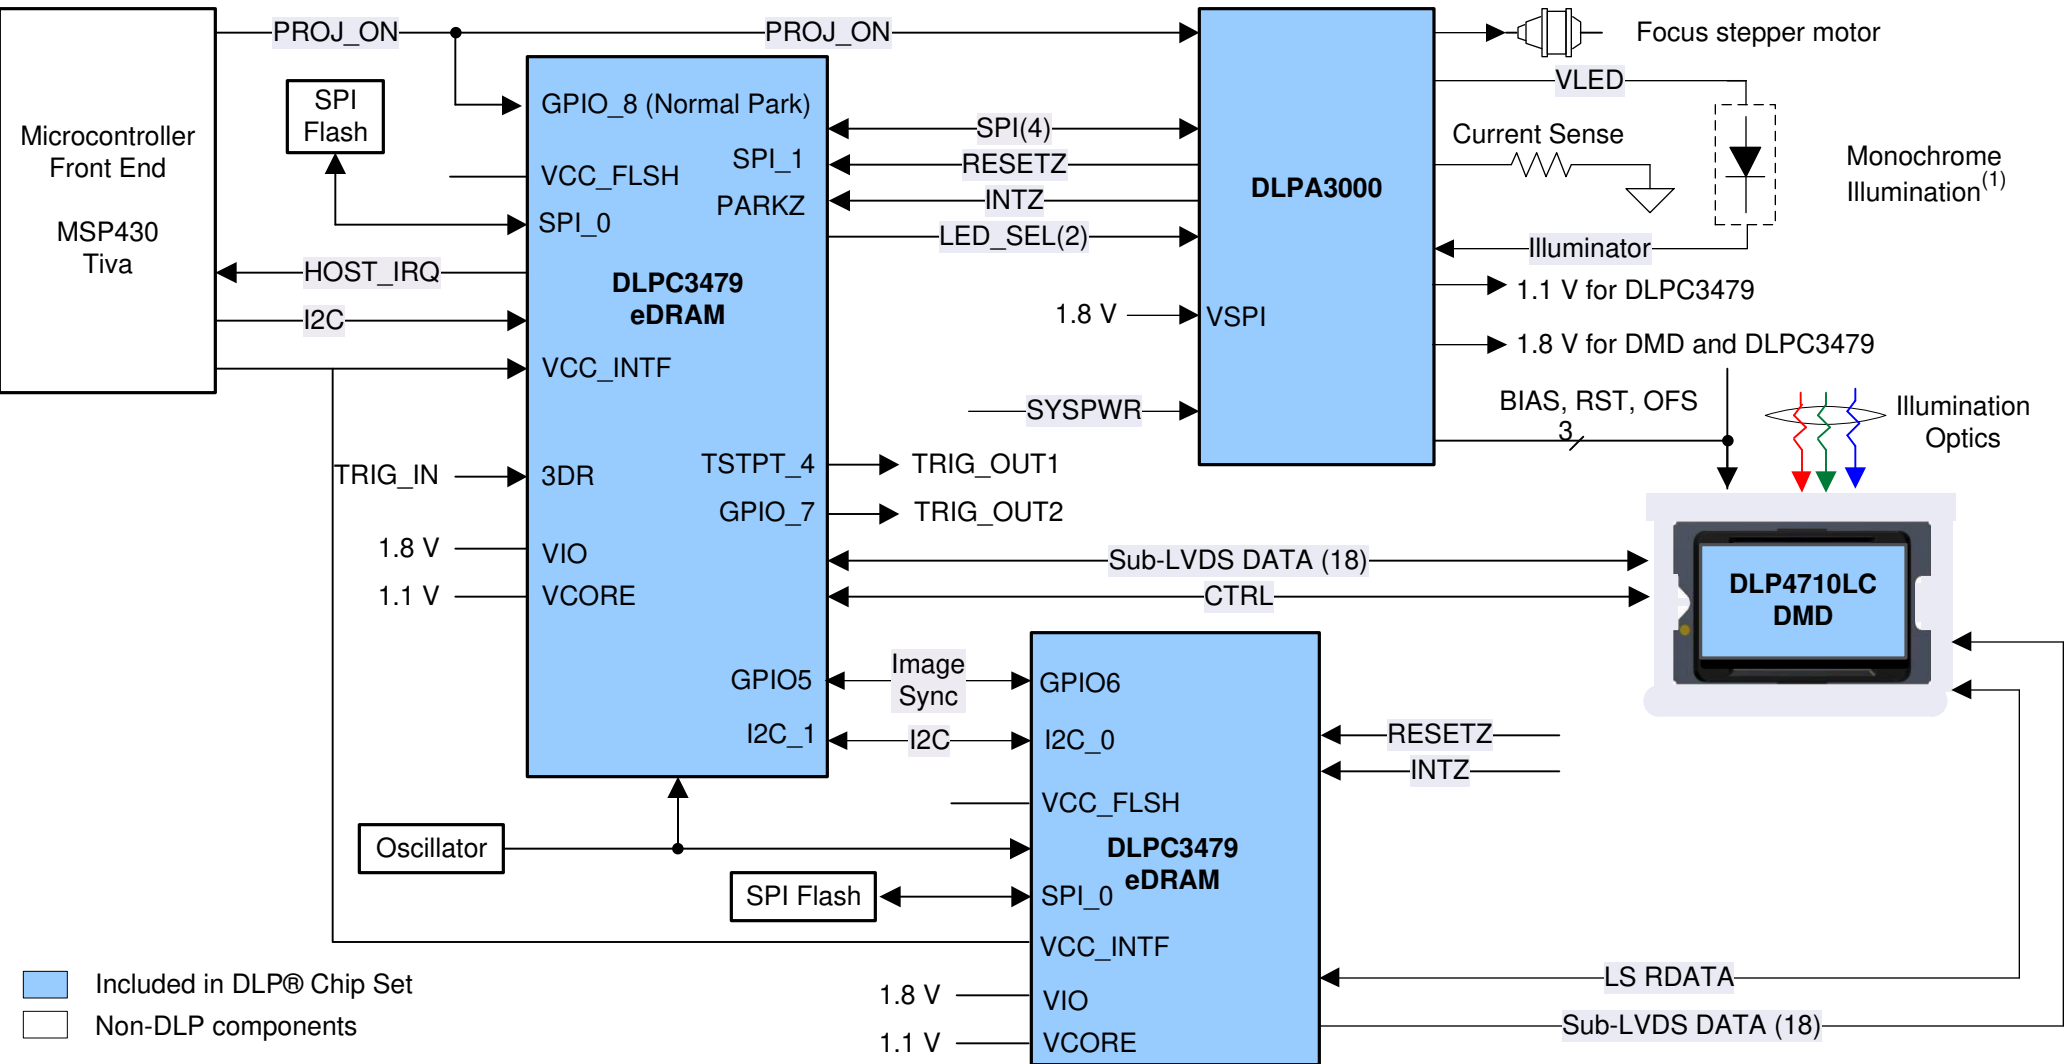 PROJ_ON
PROJ_ON
Focus stepper motor
VLED
SPI
Flash
GPIO_8 (Normal Park)
Microcontroller
Front End
MSP430
Tiva
SPI(4)
Current Sense
SPI_1
RESETZ
VCC_FLSH
DLPA3000
Monochrome
Illumination(1)
PARKZ
INTZ
SPI_0
LED_SEL(2)
Illuminator
HOST_IRQ
DLPC3479
eDRAM
1.1 V for DLPC3479
I2C
1.8 V
VSPI
1.8 V for DMD and DLPC3479
VCC_INTF
SYSPWR
BIAS, RST, OFS
3
Illumination
Optics
TRIG_IN
3DR
TSTPT_4
TRIG_OUT1
GPIO_7
TRIG_OUT2
1.8 V
VIO
Sub-LVDS DATA (18)
1.1 V
VCORE
CTRL
DLP4710LC
DMD
GPIO5
Image
Sync
GPIO6
I2C_1
I2C
I2C_0
RESETZ
INTZ
VCC_FLSH
Oscillator
DLPC3479
eDRAM
SPI Flash
SPI_0
VCC_INTF
Included in DLP® Chip Set
LS RDATA
1.8 V
VIO
Non-DLP components
Sub-LVDS DATA (18)
1.1 V
VCORE